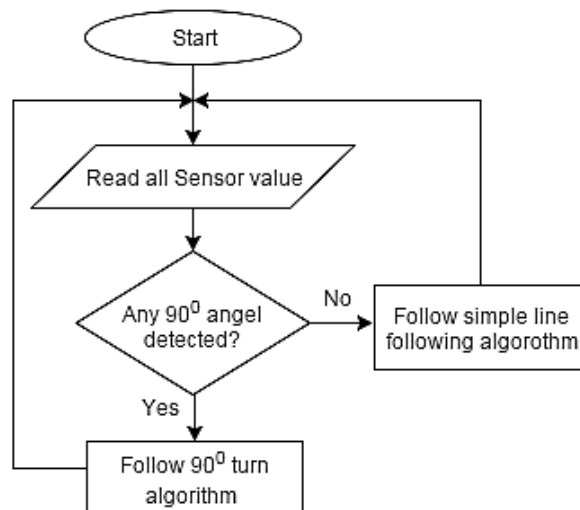 Start
Read all Sensor value
Any 90⁰ angel
detected?
No
Follow simple line
following algorothm
Yes
Follow 90⁰ turn
algorithm